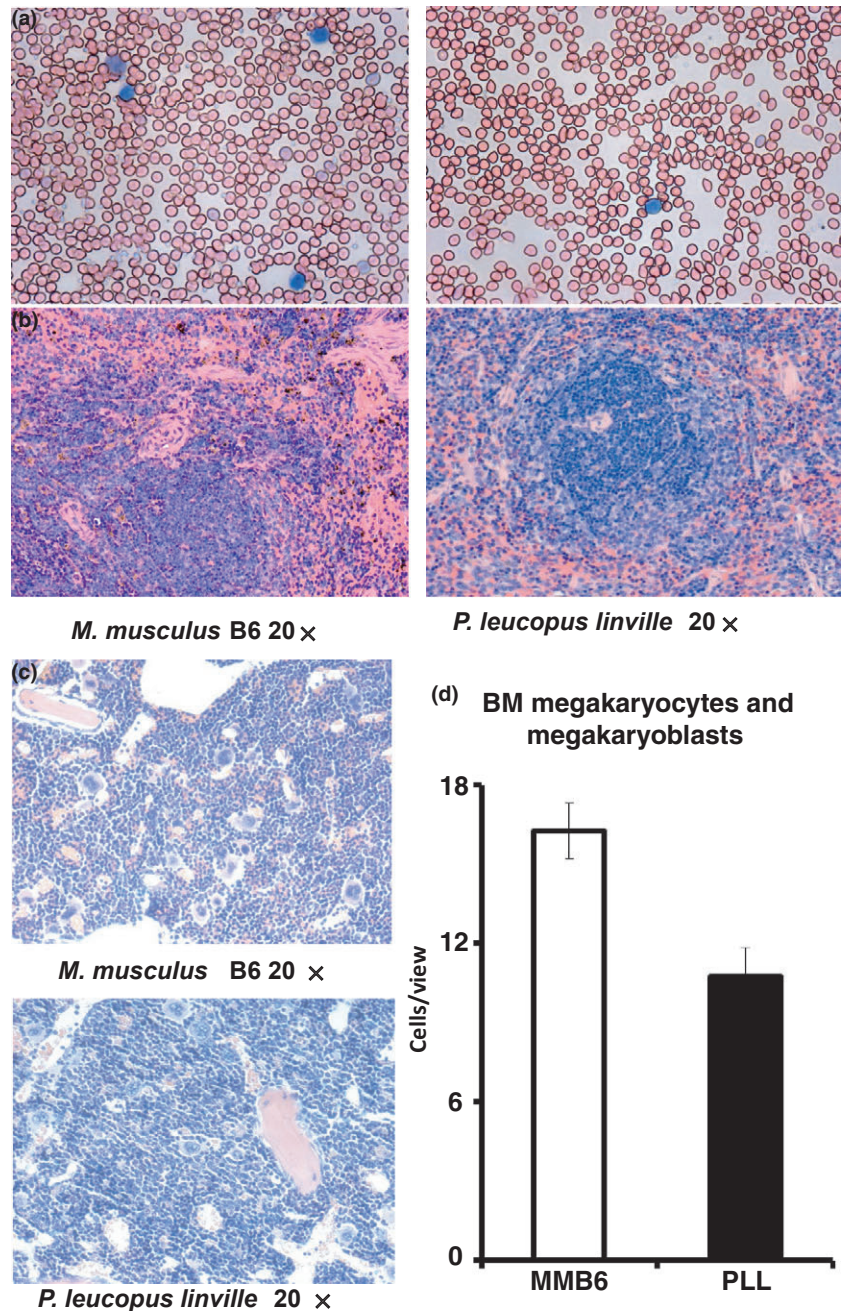 (a)
(b)
M. musculus B6 20 ×
P. leucopus linville 20 ×
(c)
M. musculus B6 20 ×
P. leucopus linville 20 ×
(d) BM megakaryocytes and
megakaryoblasts
Cells/view
18
12
6
0
MMB6
PLL